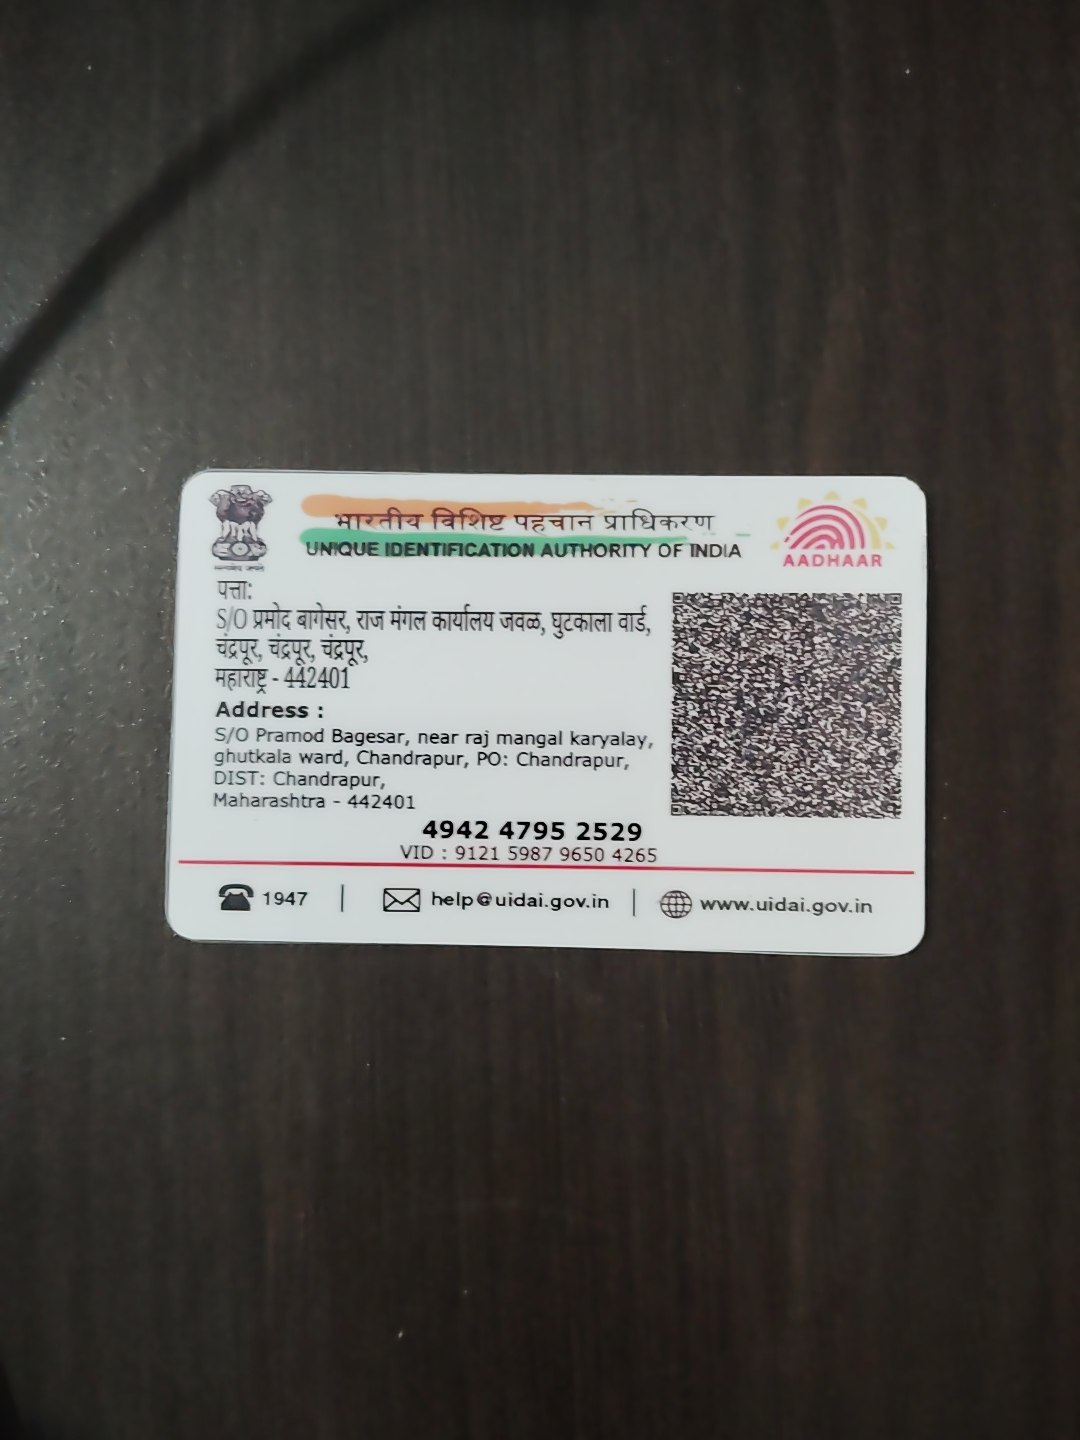 भारतीय विशिष्ट पहचान प्राधिकरण
UNIQUE IDENTIFICATION AUTHORITY OF INDIA
AADHAAR
पत्ता:
S/O प्रमोद बागेसर, राज मंगल कार्यालय जवळ, घुटकाला वार्ड,
चंद्रपूर, चंद्रपूर, चंद्रपूर,
महाराष्ट्र - 442401
Address :
S/O Pramod Bagesar, near raj mangal karyalay,
ghutkala ward, Chandrapur, PO: Chandrapur,
DIST: Chandrapur,
Maharashtra - 442401
4942 4795 2529
VID : 9121 5987 9650 4265
1947 | help@uidai.gov.in | www.uidai.gov.in